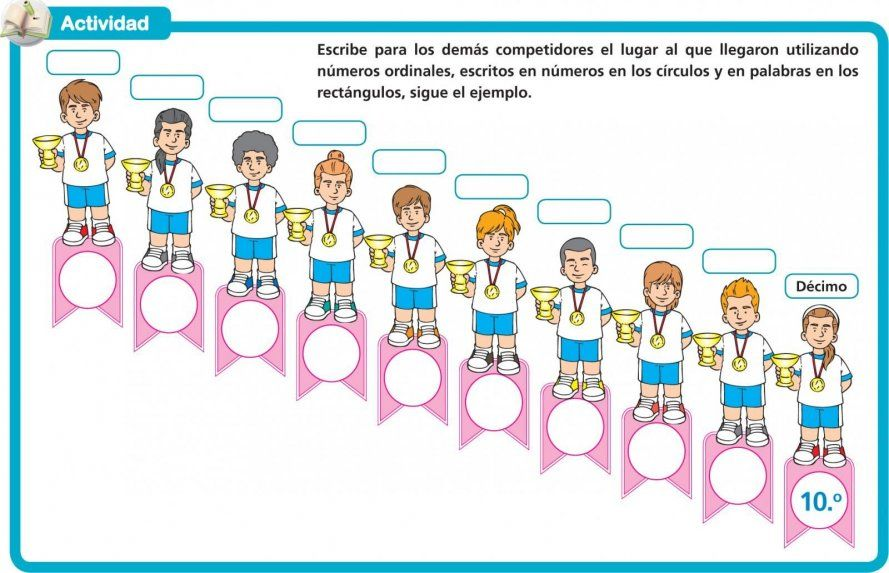 Actividad
Escribe para los demás competidores el lugar al que llegaron utilizando
números ordinales, escritos en números en los círculos y en palabras en los
rectángulos, sigue el ejemplo.
Décimo
10.º